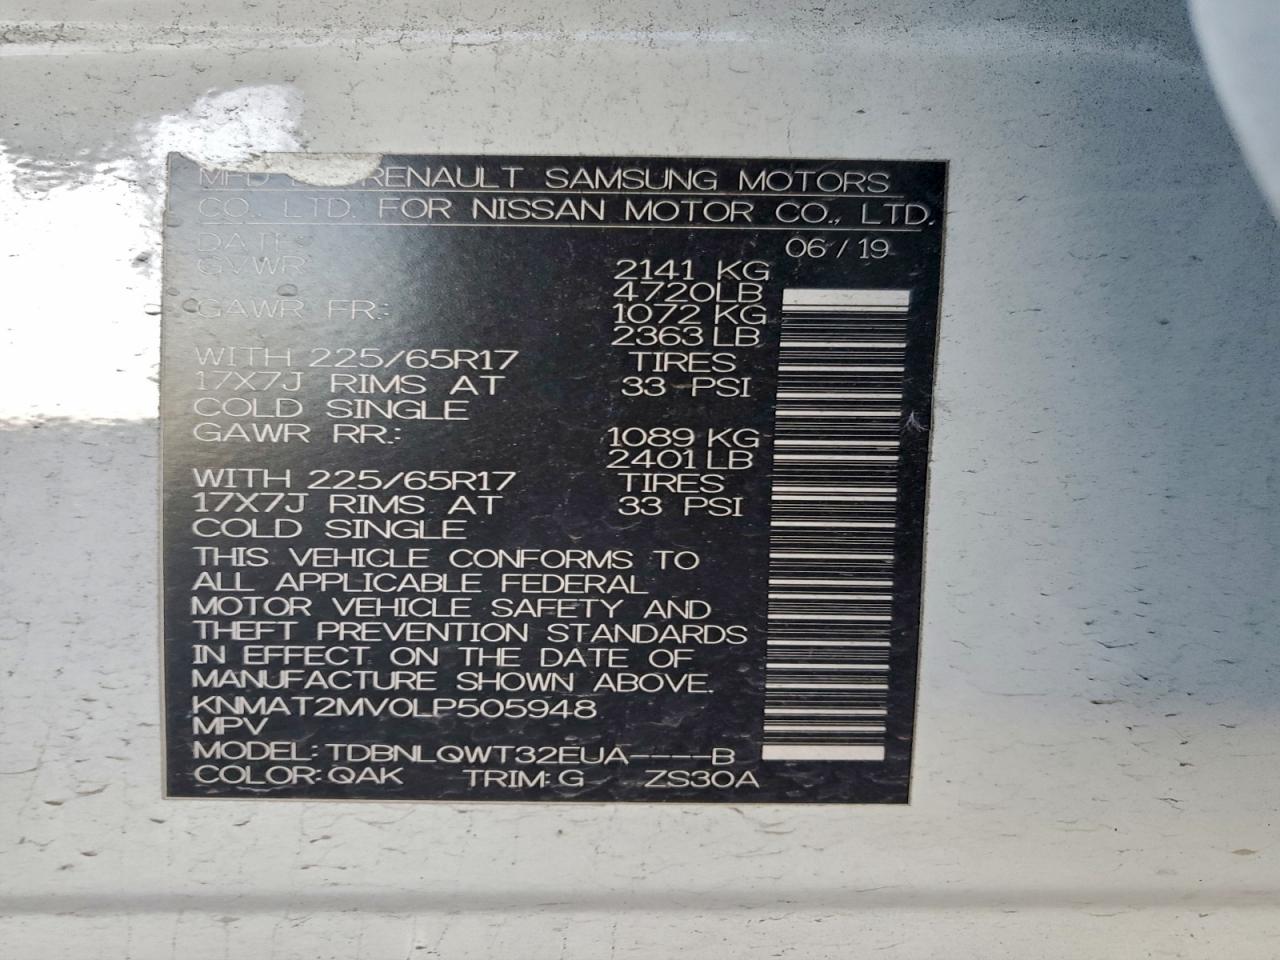 MFD BY RENAULT SAMSUNG MOTORS
CO., LTD. FOR NISSAN MOTOR CO., LTD.
DATE: 06 / 19
GVWR: 2141 KG
4720LB
GAWR FR.: 1072 KG
2363 LB
WITH 225/65R17 TIRES
17X7J RIMS AT 33 PSI
COLD SINGLE
GAWR RR.: 1089 KG
2401 LB
WITH 225/65R17 TIRES
17X7J RIMS AT 33 PSI
COLD SINGLE
THIS VEHICLE CONFORMS TO
ALL APPLICABLE FEDERAL
MOTOR VEHICLE SAFETY AND
THEFT PREVENTION STANDARDS
IN EFFECT ON THE DATE OF
MANUFACTURE SHOWN ABOVE.
KNMAT2MV0LP505948
MPV
MODEL: TDBNLQWT32EUA----B
COLOR: QAK TRIM: G ZS30A